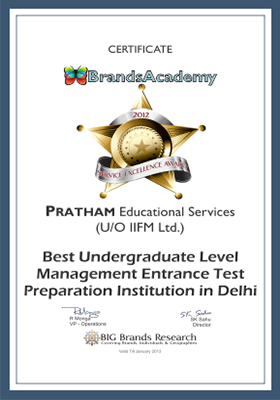 CERTIFICATE
BrandsAcademy
2012
SERVICE EXCELLENCE AWARD
PRATHAM Educational Services
(U/O IIFM Ltd.)
Best Undergraduate Level
Management Entrance Test
Preparation Institution in Delhi
R Monga
VP - Operations
SK Sahu
Director
BIG Brands Research
Covering Brands, Individuals & Geographies
Valid Till January 2013